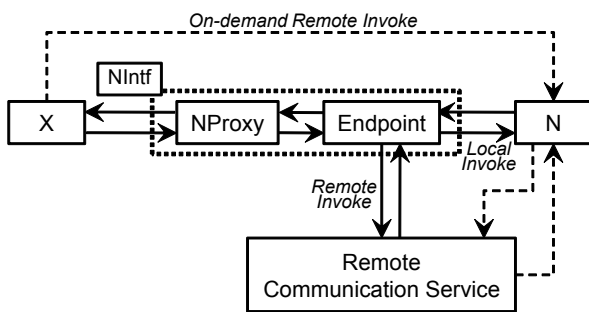 On-demand Remote Invoke
NIntf
X
NProxy
Endpoint
N
Local
Invoke
Remote
Invoke
Remote
Communication Service